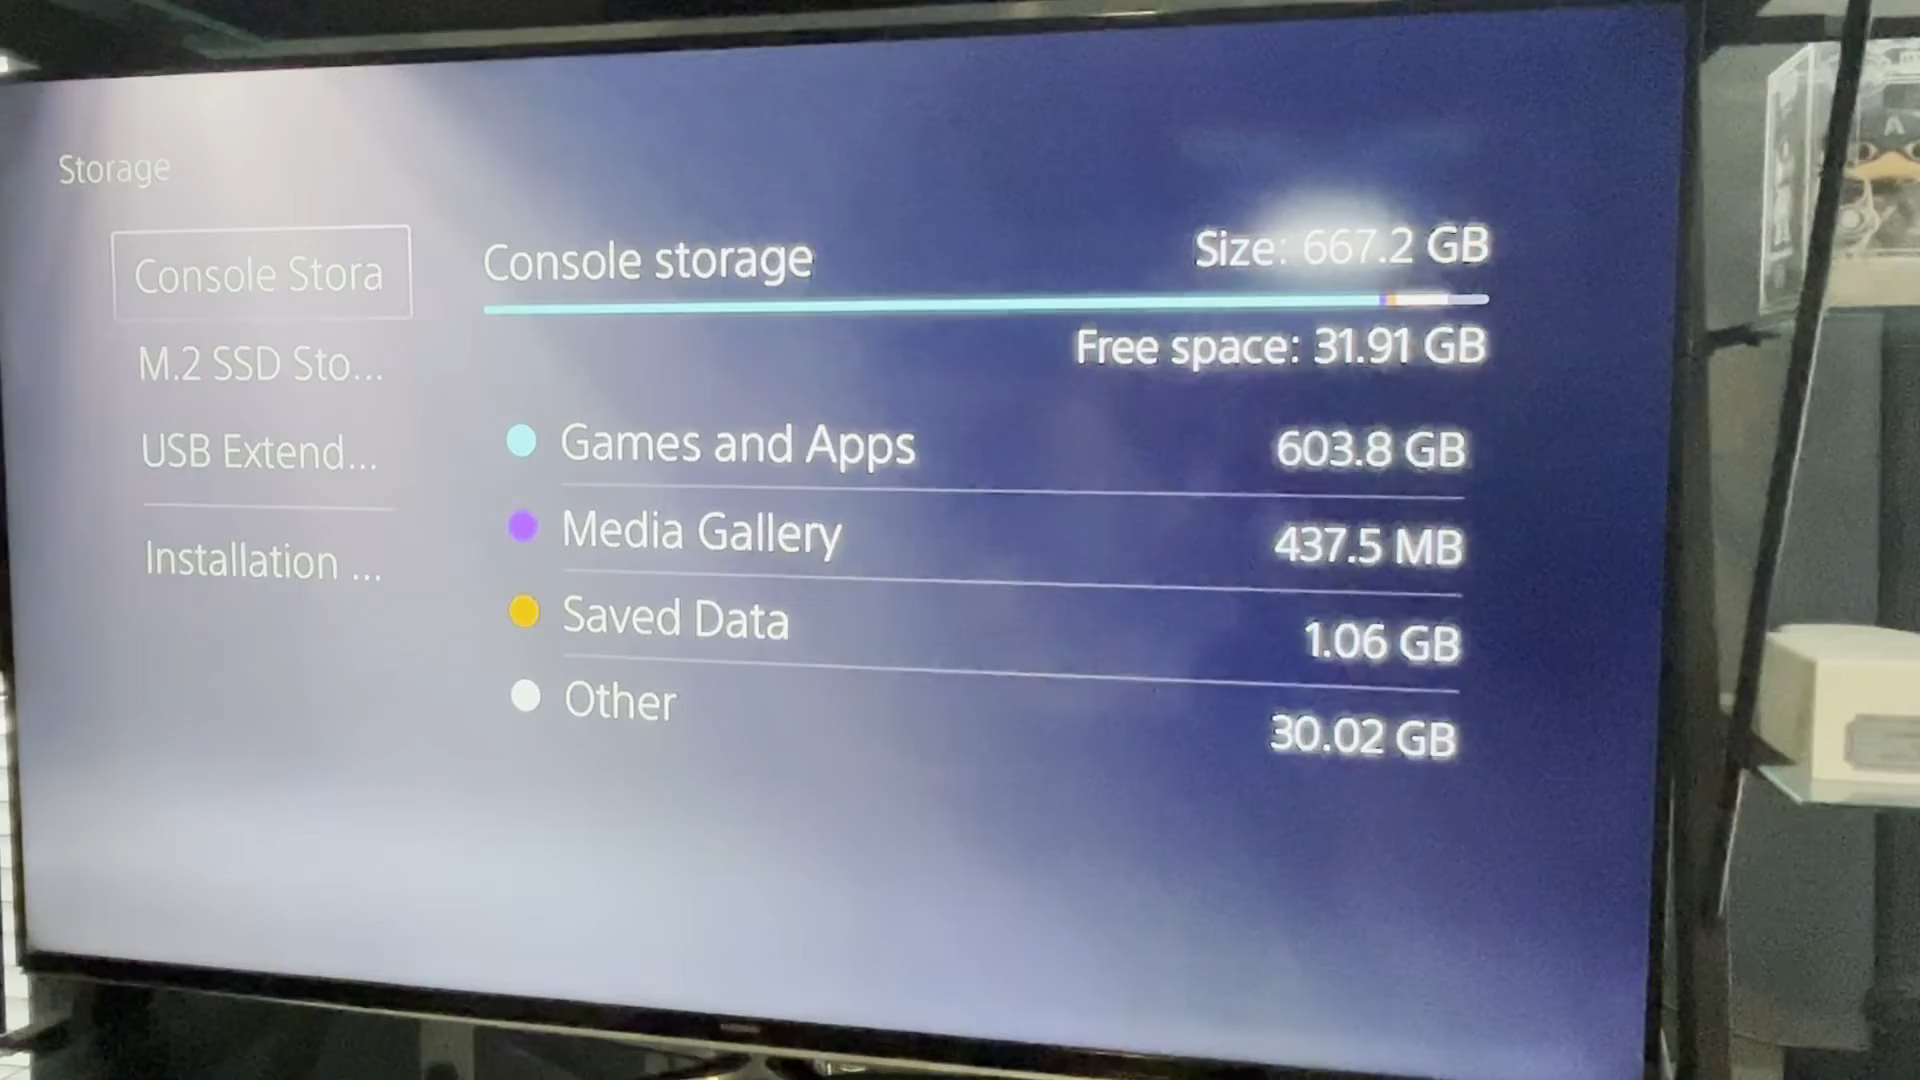 Storage
Console Stora
M.2 SSD Sto...
USB Extend...
Installation ...
Console storage
Size: 667.2 GB
Free space: 31.91 GB
Games and Apps 603.8 GB
Media Gallery 437.5 MB
Saved Data 1.06 GB
Other 30.02 GB